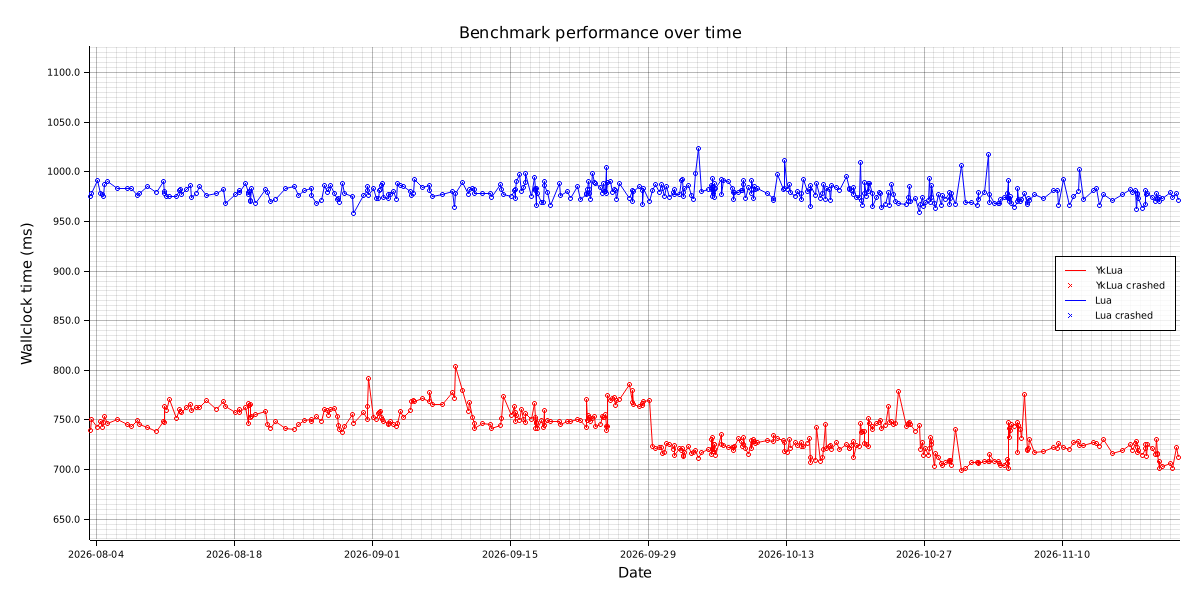 Benchmark performance over time
1100.0
1050.0
1000.0
950.0
900.0
850.0
800.0
750.0
700.0
650.0
Wallclock time (ms)
YkLua
YkLua crashed
Lua
Lua crashed
2026-08-04
2026-08-18
2026-09-01
2026-09-15
2026-09-29
2026-10-13
2026-10-27
2026-11-10
Date